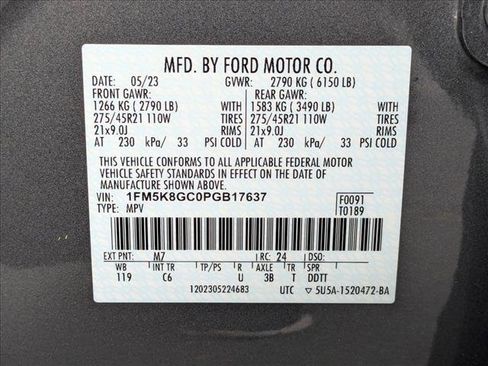 MFD. BY FORD MOTOR CO.
DATE: 05/23 GVWR: 2790 KG ( 6150 LB)
FRONT GAWR: REAR GAWR:
1266 KG ( 2790 LB) 1583 KG ( 3490 LB)
275/45R21 110W TIRES 275/45R21 110W TIRES
21x9.0J RIMS 21x9.0J RIMS
AT 230 kPa/ 33 PSI COLD AT 230 kPa/ 33 PSI COLD
THIS VEHICLE CONFORMS TO ALL APPLICABLE FEDERAL MOTOR
VEHICLE SAFETY STANDARDS IN EFFECT ON THE DATE OF
MANUFACTURE SHOWN ABOVE.
VIN: 1FM5K8GC0PGB17637 F0091
TYPE: MPV T0189
EXT PNT: M7 RC: 24 DSO:
WB INT TR TP/PS R AXLE TR SPR
119 C6 U 3B T DDTT
1202305224683 UTC ▽ 5U5A-1520472-BA